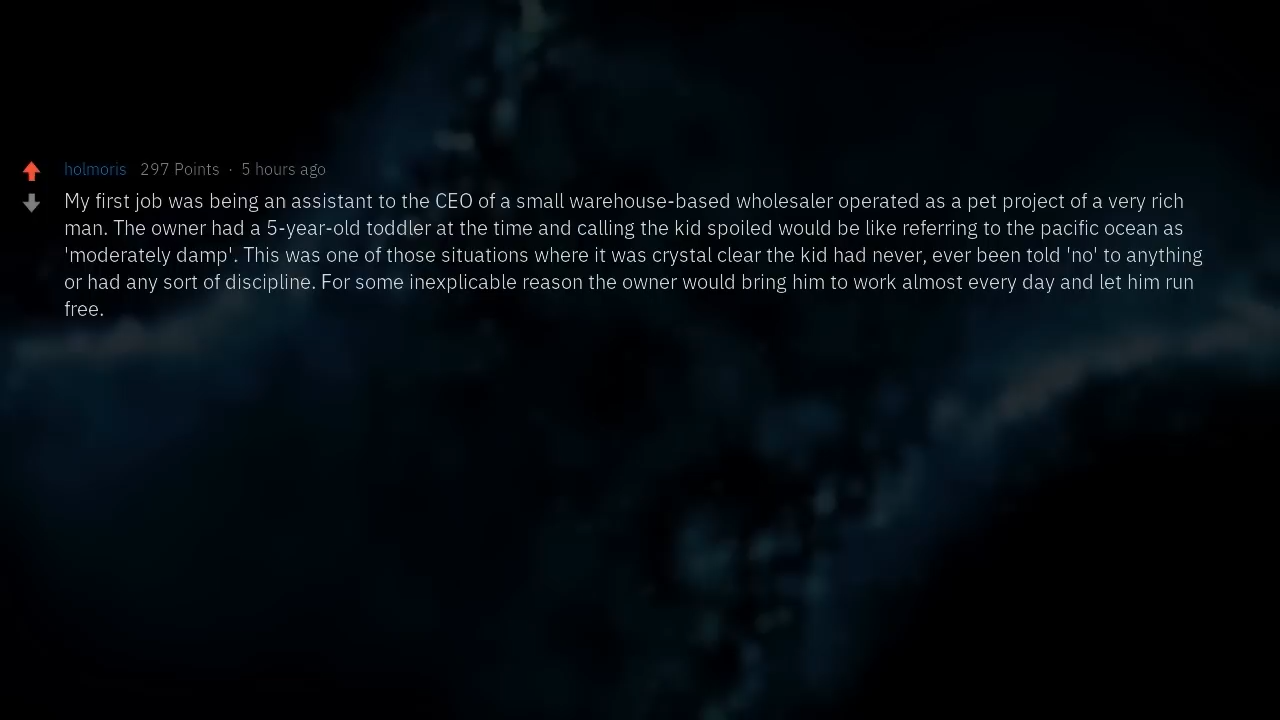 holmoris 297 Points · 5 hours ago
My first job was being an assistant to the CEO of a small warehouse-based wholesaler operated as a pet project of a very rich
man. The owner had a 5-year-old toddler at the time and calling the kid spoiled would be like referring to the pacific ocean as
'moderately damp'. This was one of those situations where it was crystal clear the kid had never, ever been told 'no' to anything
or had any sort of discipline. For some inexplicable reason the owner would bring him to work almost every day and let him run
free.